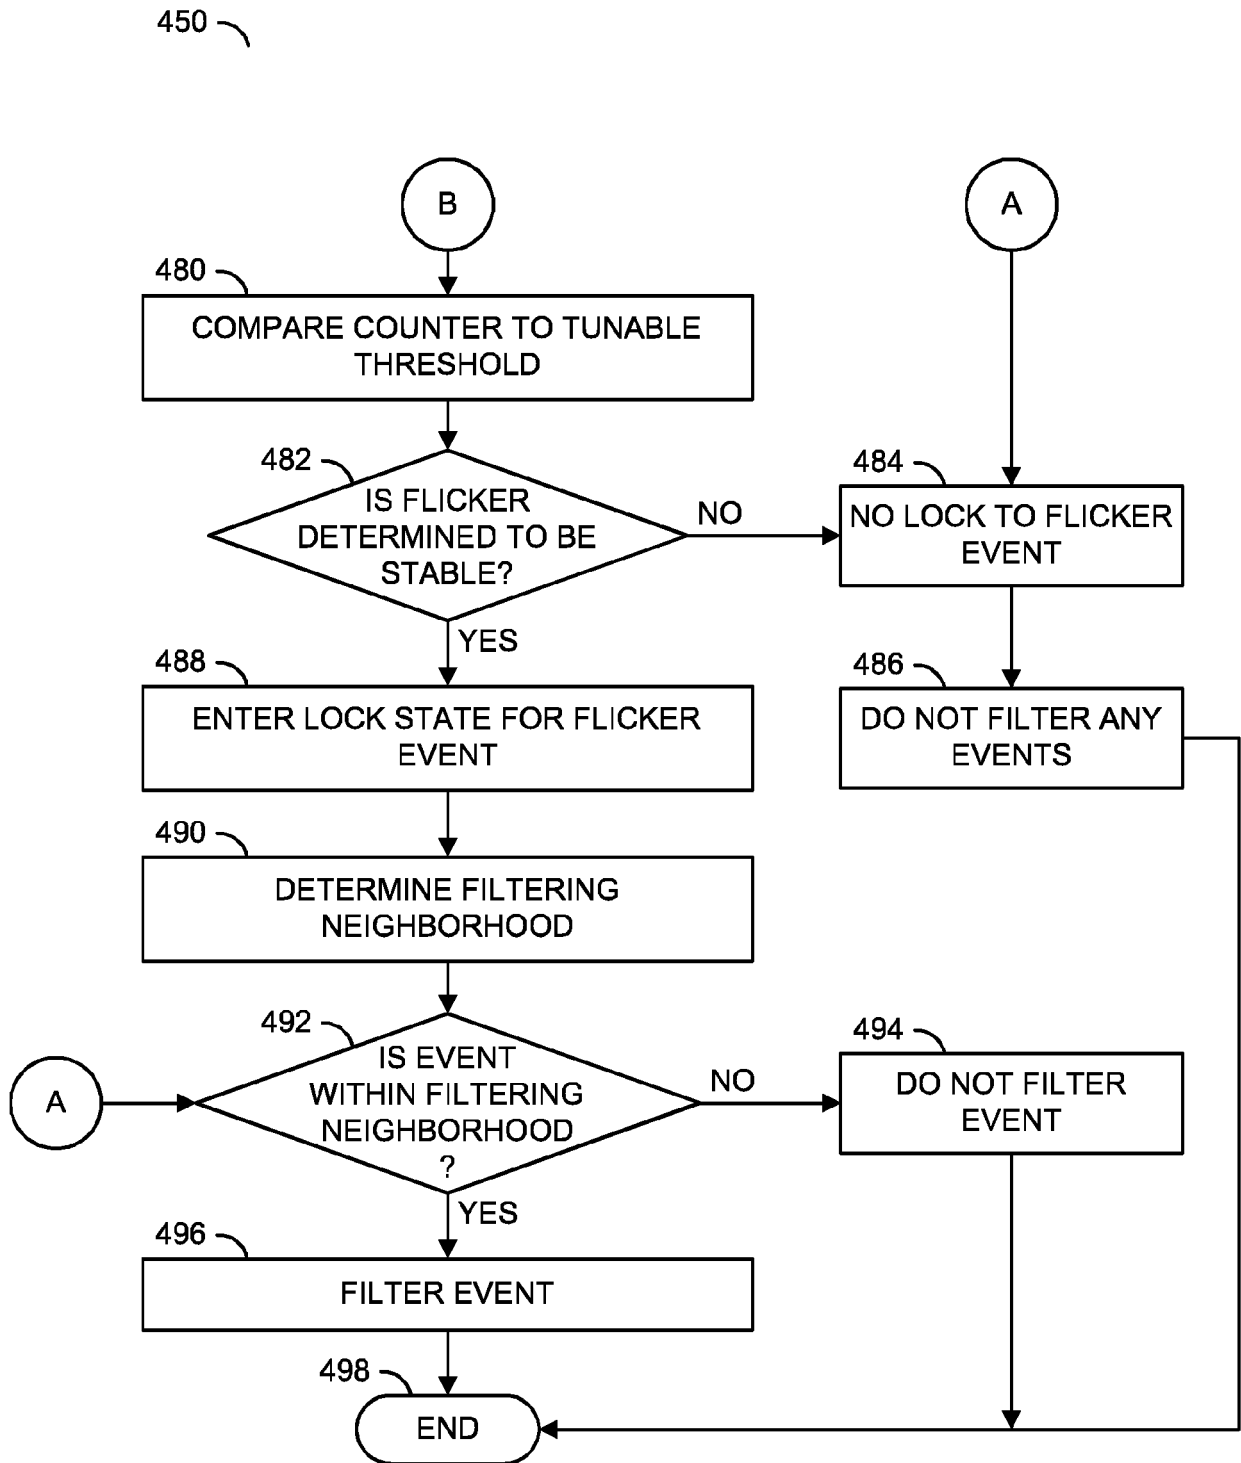 450
B
A
480
COMPARE COUNTER TO TUNABLE
THRESHOLD
482
IS FLICKER
DETERMINED TO BE
STABLE?
NO
484
NO LOCK TO FLICKER
EVENT
YES
488
ENTER LOCK STATE FOR FLICKER
EVENT
486
DO NOT FILTER ANY
EVENTS
490
DETERMINE FILTERING
NEIGHBORHOOD
A
492
IS EVENT
WITHIN FILTERING
NEIGHBORHOOD
?
NO
494
DO NOT FILTER
EVENT
YES
496
FILTER EVENT
498
END